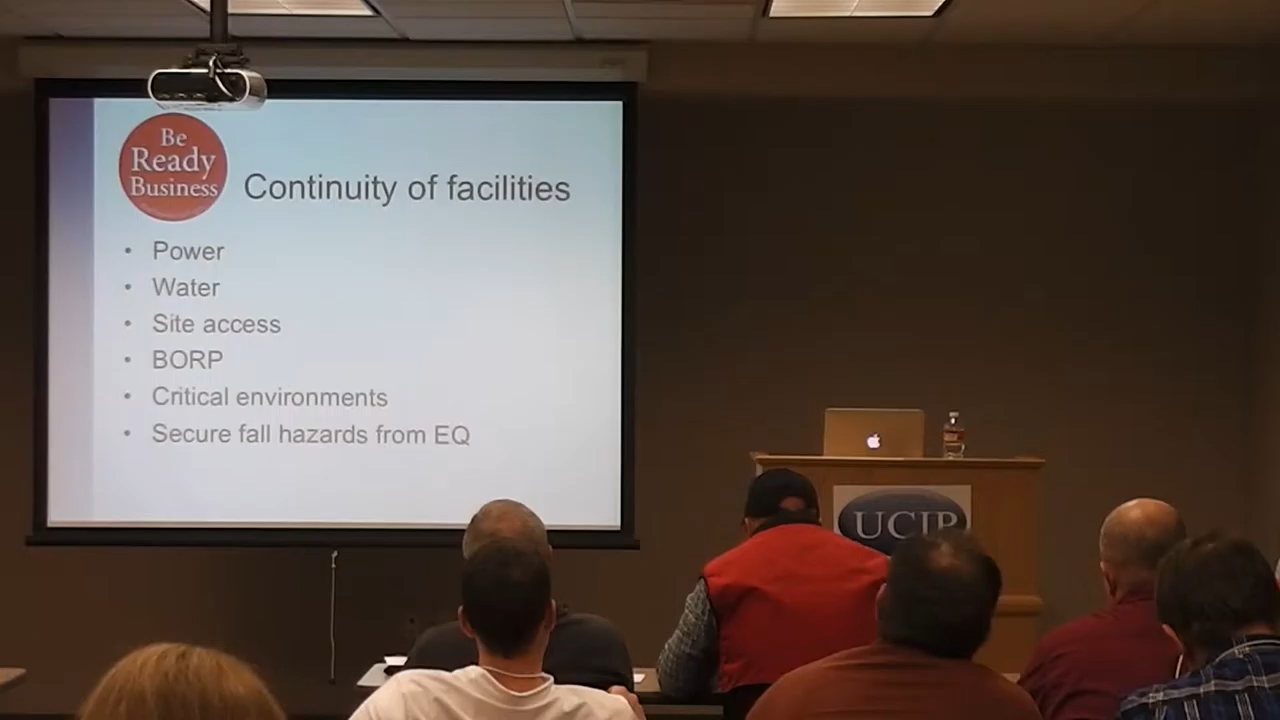 Be
Ready
Business
Continuity of facilities
• Power
• Water
• Site access
• BORP
• Critical environments
• Secure fall hazards from EQ
UCIP